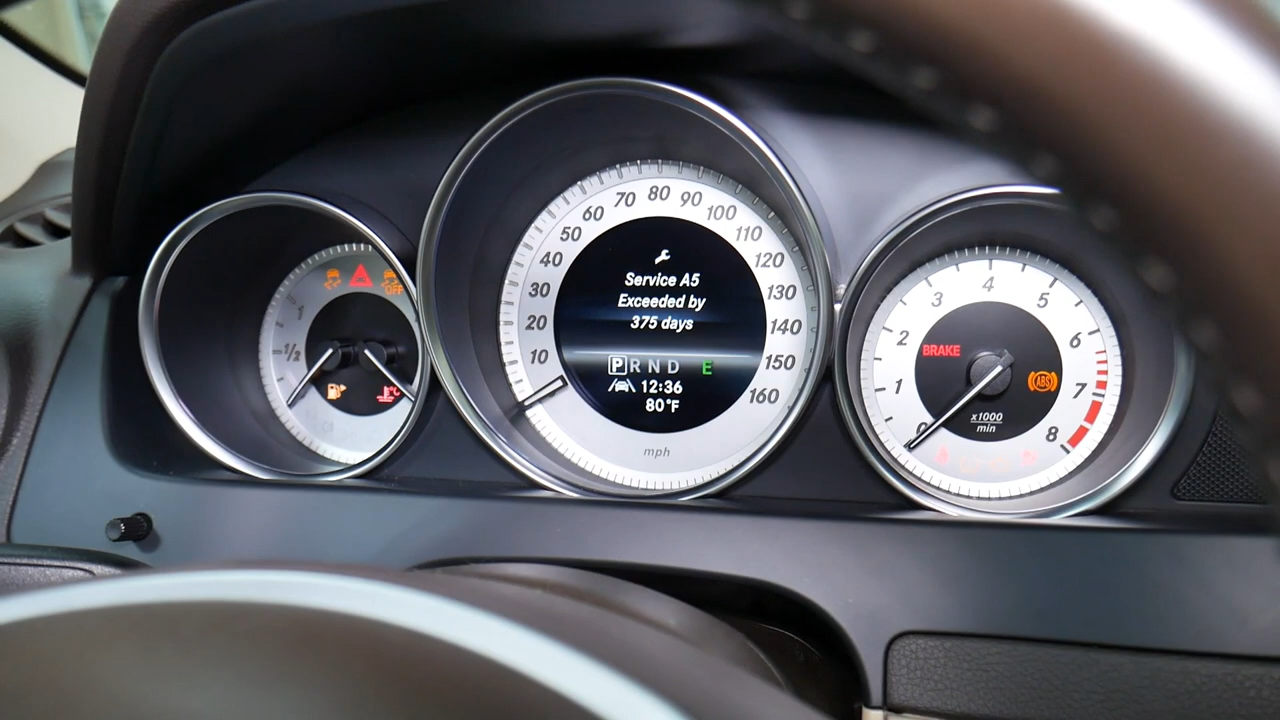 OFF
1
1/2
°C
10
20
30
40
50
60
70
80
90
100
110
120
130
140
150
160
Service A5
Exceeded by
375 days
PRND E
12:36
80°F
mph
0
1
2
3
4
5
6
7
8
BRAKE
ABS
x1000
min